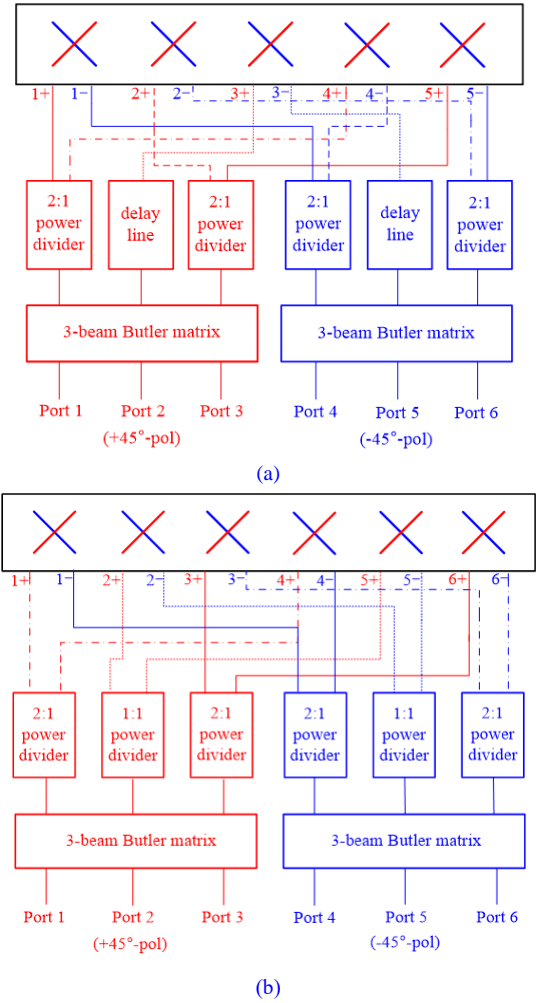 1+ 1− 2+ 2− 3+ 3− 4+ 4− 5+ 5−
2:1 power divider
delay line
2:1 power divider
2:1 power divider
delay line
2:1 power divider
3-beam Butler matrix 3-beam Butler matrix
Port 1 Port 2 Port 3 Port 4 Port 5 Port 6
(+45°-pol) (-45°-pol)
(a)
1+ 1− 2+ 2− 3+ 3− 4+ 4− 5+ 5− 6+ 6−
2:1 power divider
1:1 power divider
2:1 power divider
2:1 power divider
1:1 power divider
2:1 power divider
3-beam Butler matrix 3-beam Butler matrix
Port 1 Port 2 Port 3 Port 4 Port 5 Port 6
(+45°-pol) (-45°-pol)
(b)